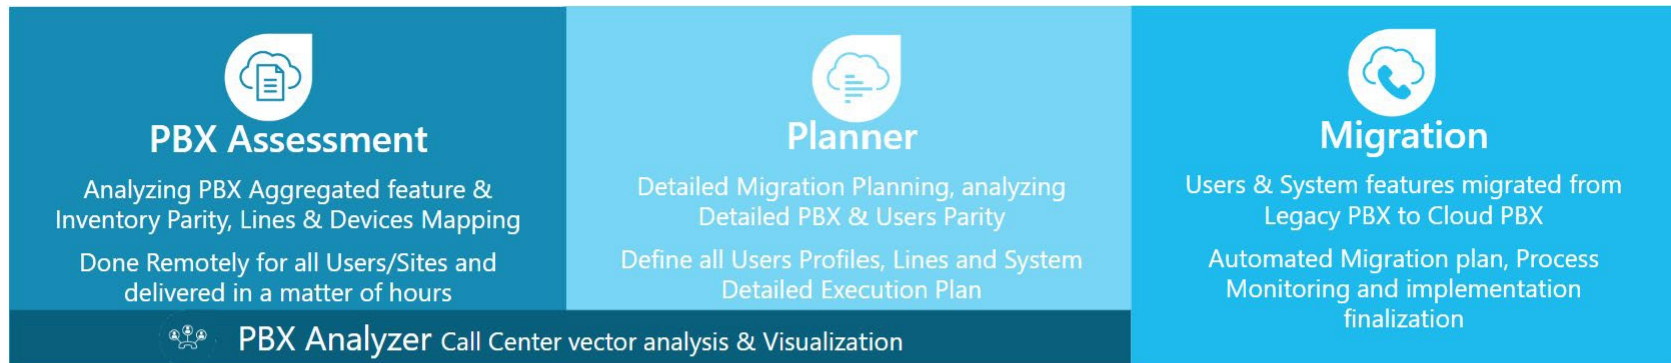 PBX Assessment
Analyzing PBX Aggregated feature &
Inventory Parity, Lines & Devices Mapping
Done Remotely for all Users/Sites and
delivered in a matter of hours
Planner
Detailed Migration Planning, analyzing
Detailed PBX & Users Parity
Define all Users Profiles, Lines and System
Detailed Execution Plan
Migration
Users & System features migrated from
Legacy PBX to Cloud PBX
Automated Migration plan, Process
Monitoring and implementation
finalization
PBX Analyzer Call Center vector analysis & Visualization